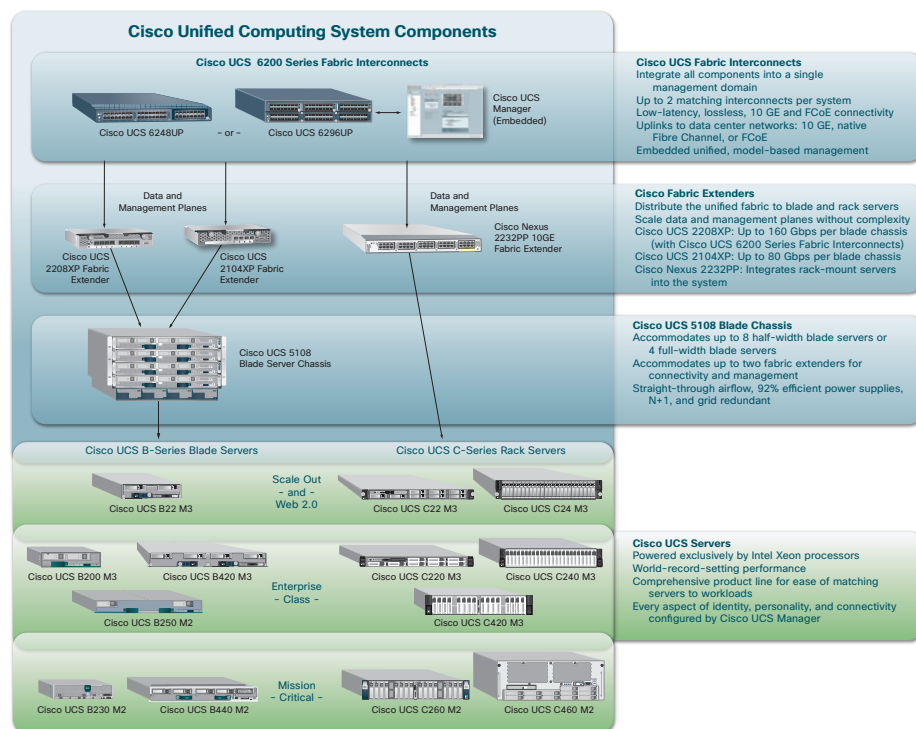 Cisco Unified Computing System Components
Cisco UCS 6200 Series Fabric Interconnects
Cisco UCS 6248UP
- or -
Cisco UCS 6296UP
Cisco UCS
Manager
(Embedded)
Cisco UCS Fabric Interconnects
Integrate all components into a single
management domain
Up to 2 matching interconnects per system
Low-latency, lossless, 10 GE and FCoE connectivity
Uplinks to data center networks: 10 GE, native
Fibre Channel, or FCoE
Embedded unified, model-based management
Data and
Management Planes
Data and
Management Planes
Cisco UCS
2208XP Fabric
Extender
Cisco UCS
2104XP Fabric
Extender
Cisco Nexus
2232PP 10GE
Fabric Extender
Cisco Fabric Extenders
Distribute the unified fabric to blade and rack servers
Scale data and management planes without complexity
Cisco UCS 2208XP: Up to 160 Gbps per blade chassis
(with Cisco UCS 6200 Series Fabric Interconnects)
Cisco UCS 2104XP: Up to 80 Gbps per blade chassis
Cisco Nexus 2232PP: Integrates rack-mount servers
into the system
Cisco UCS 5108
Blade Server Chassis
Cisco UCS 5108 Blade Chassis
Accommodates up to 8 half-width blade servers or
4 full-width blade servers
Accommodates up to two fabric extenders for
connectivity and management
Straight-through airflow, 92% efficient power supplies,
N+1, and grid redundant
Cisco UCS B-Series Blade Servers
Cisco UCS C-Series Rack Servers
Cisco UCS B22 M3
Scale Out
- and -
Web 2.0
Cisco UCS C22 M3
Cisco UCS C24 M3
Cisco UCS B200 M3
Cisco UCS B420 M3
Cisco UCS B250 M2
Enterprise
- Class -
Cisco UCS C220 M3
Cisco UCS C240 M3
Cisco UCS C420 M3
Cisco UCS Servers
Powered exclusively by Intel Xeon processors
World-record-setting performance
Comprehensive product line for ease of matching
servers to workloads
Every aspect of identity, personality, and connectivity
configured by Cisco UCS Manager
Cisco UCS B230 M2
Cisco UCS B440 M2
Mission
- Critical -
Cisco UCS C260 M2
Cisco UCS C460 M2